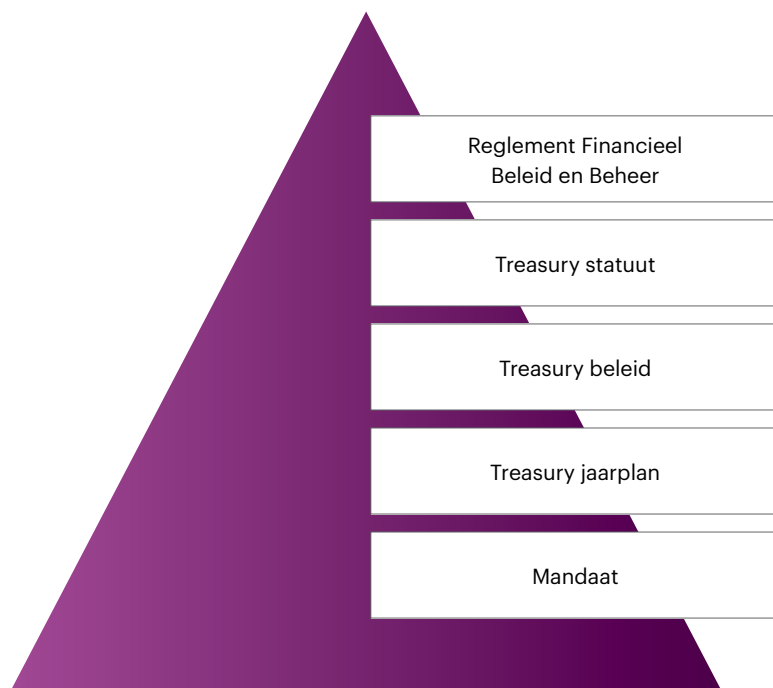 Reglement Financieel
Beleid en Beheer
Treasury statuut
Treasury beleid
Treasury jaarplan
Mandaat